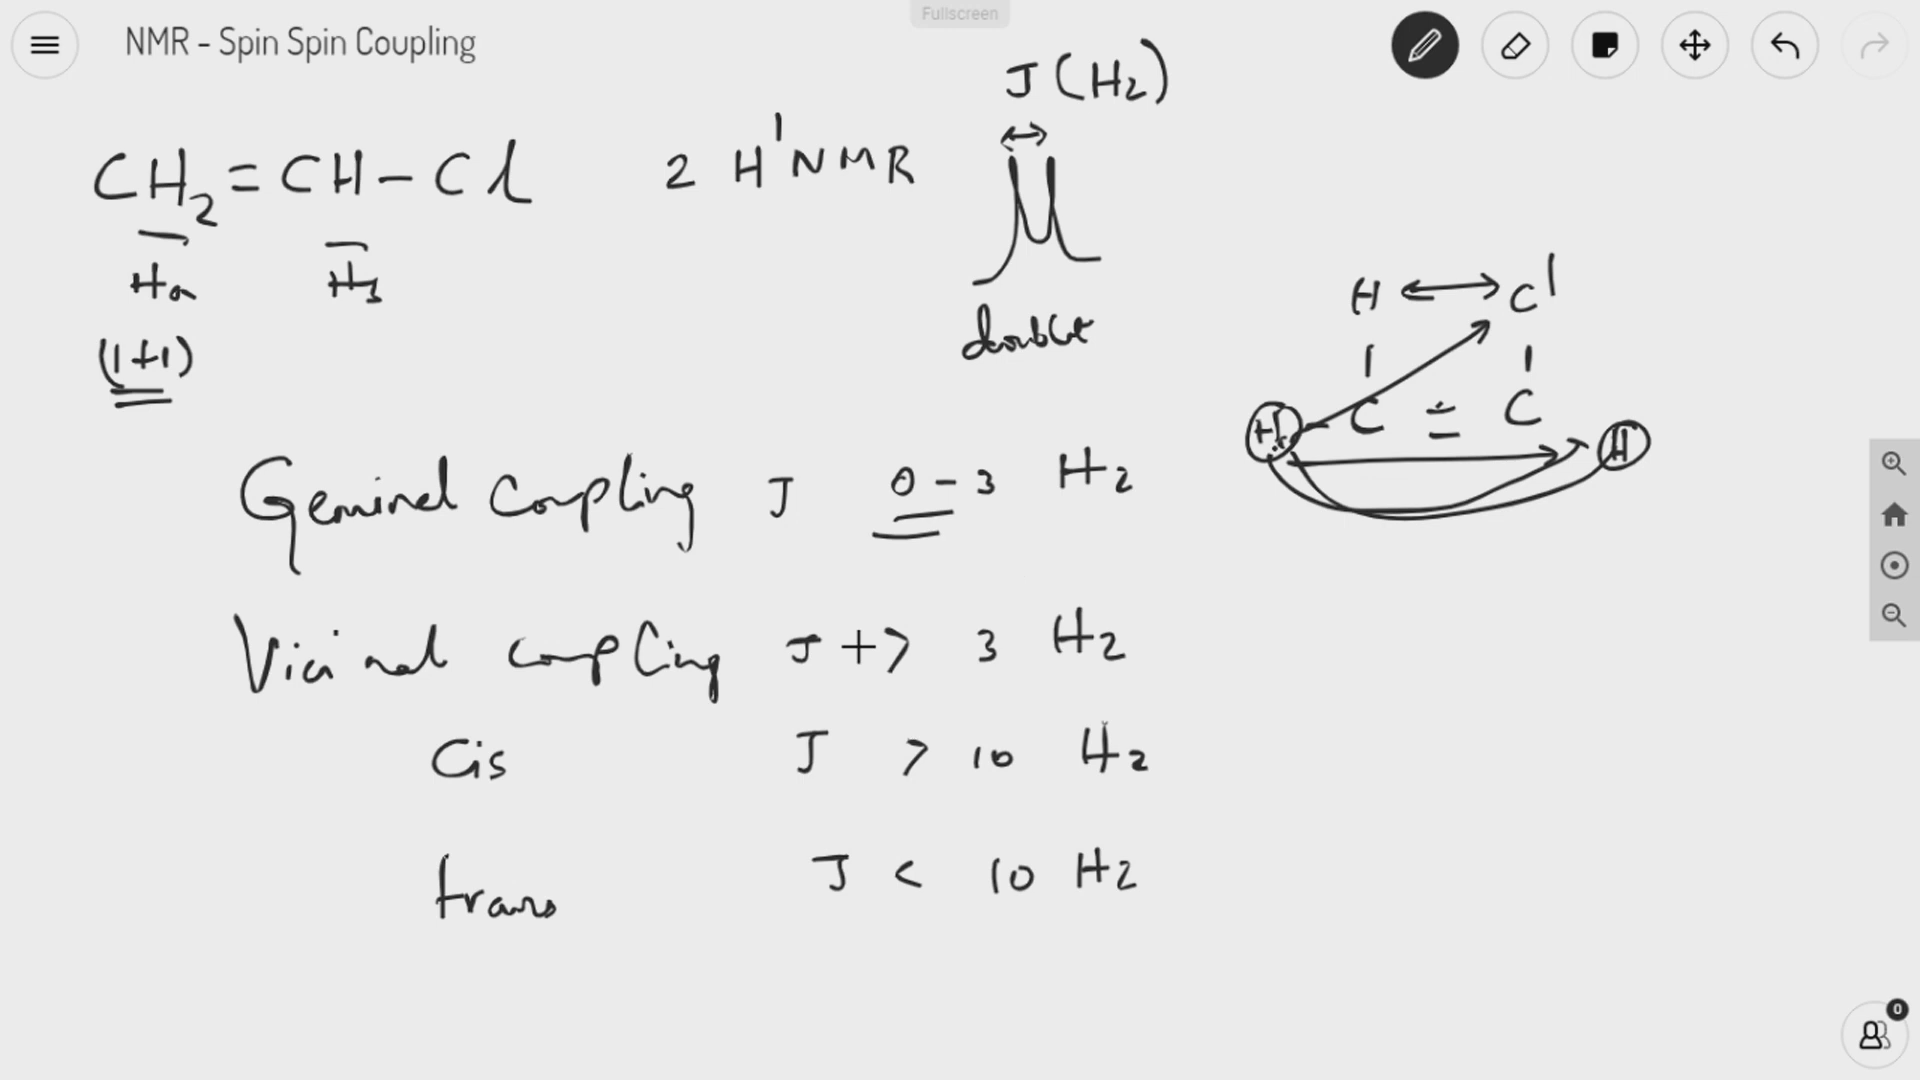 Fullscreen
NMR - Spin Spin Coupling
J (Hz)
CH2 = CH - Cl 2 H1 NMR
Ha Hb
(1+1)
doublet
H Cl
C = C
H H
Geminal coupling J 0 - 3 Hz
Vicinal coupling J > 3 Hz
Cis J > 10 Hz
trans J < 10 Hz
0